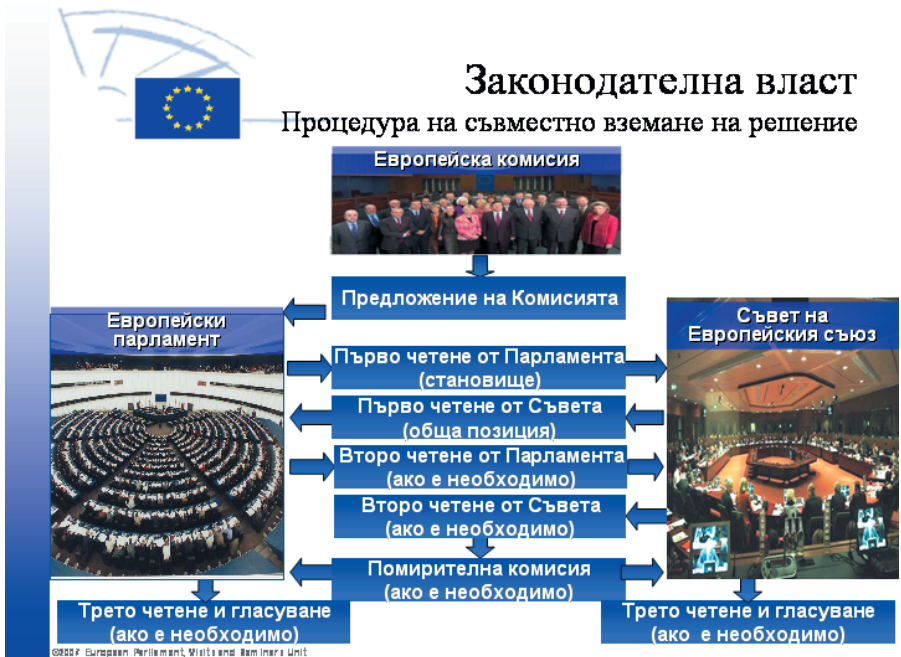 Законодателна власт
Процедура на съвместно вземане на решение
Европейска комисия
Предложение на Комисията
Европейски
парламент
Съвет на
Европейския съюз
Първо четене от Парламента
(становище)
Първо четене от Съвета
(обща позиция)
Второ четене от Парламента
(ако е необходимо)
Второ четене от Съвета
(ако е необходимо)
Помирителна комисия
(ако е необходимо)
Трето четене и гласуване
(ако е необходимо)
Трето четене и гласуване
(ако е необходимо)
©2007 European Parliament, Visits and Seminars Unit